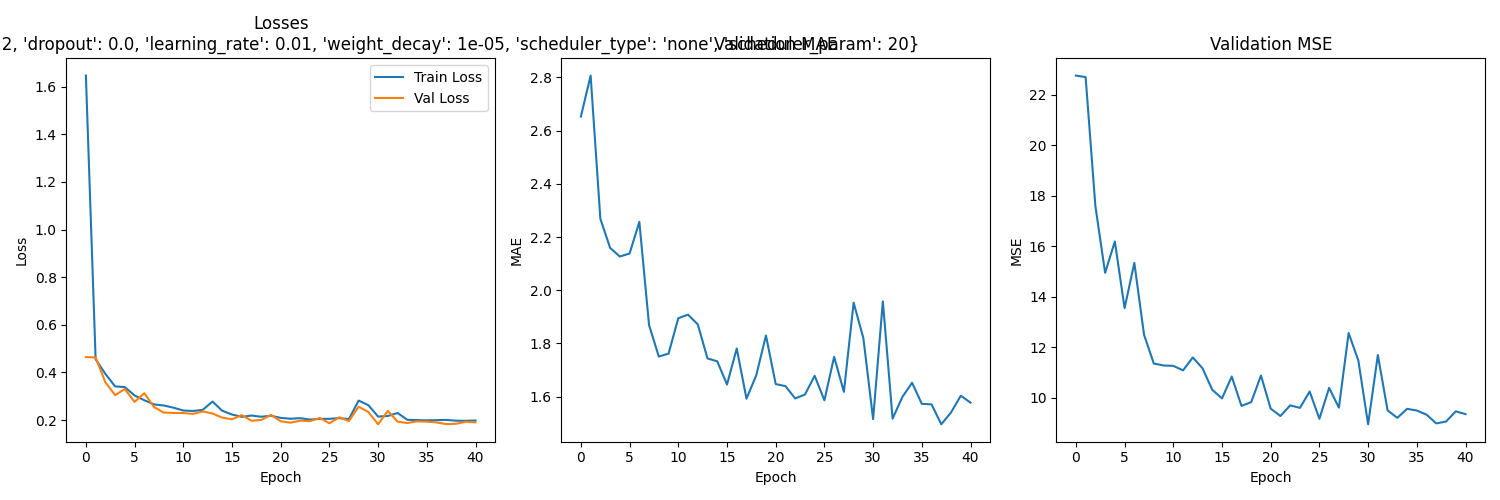 Losses
2, 'dropout': 0.0, 'learning_rate': 0.01, 'weight_decay': 1e-05, 'scheduler_type': 'none', 'scheduler_param': 20}
Train Loss
Val Loss
1.6
1.4
1.2
1.0
0.8
0.6
0.4
0.2
Loss
0 5 10 15 20 25 30 35 40
Epoch
Validation MAE
2.8
2.6
2.4
2.2
2.0
1.8
1.6
MAE
0 5 10 15 20 25 30 35 40
Epoch
Validation MSE
22
20
18
16
14
12
10
MSE
0 5 10 15 20 25 30 35 40
Epoch